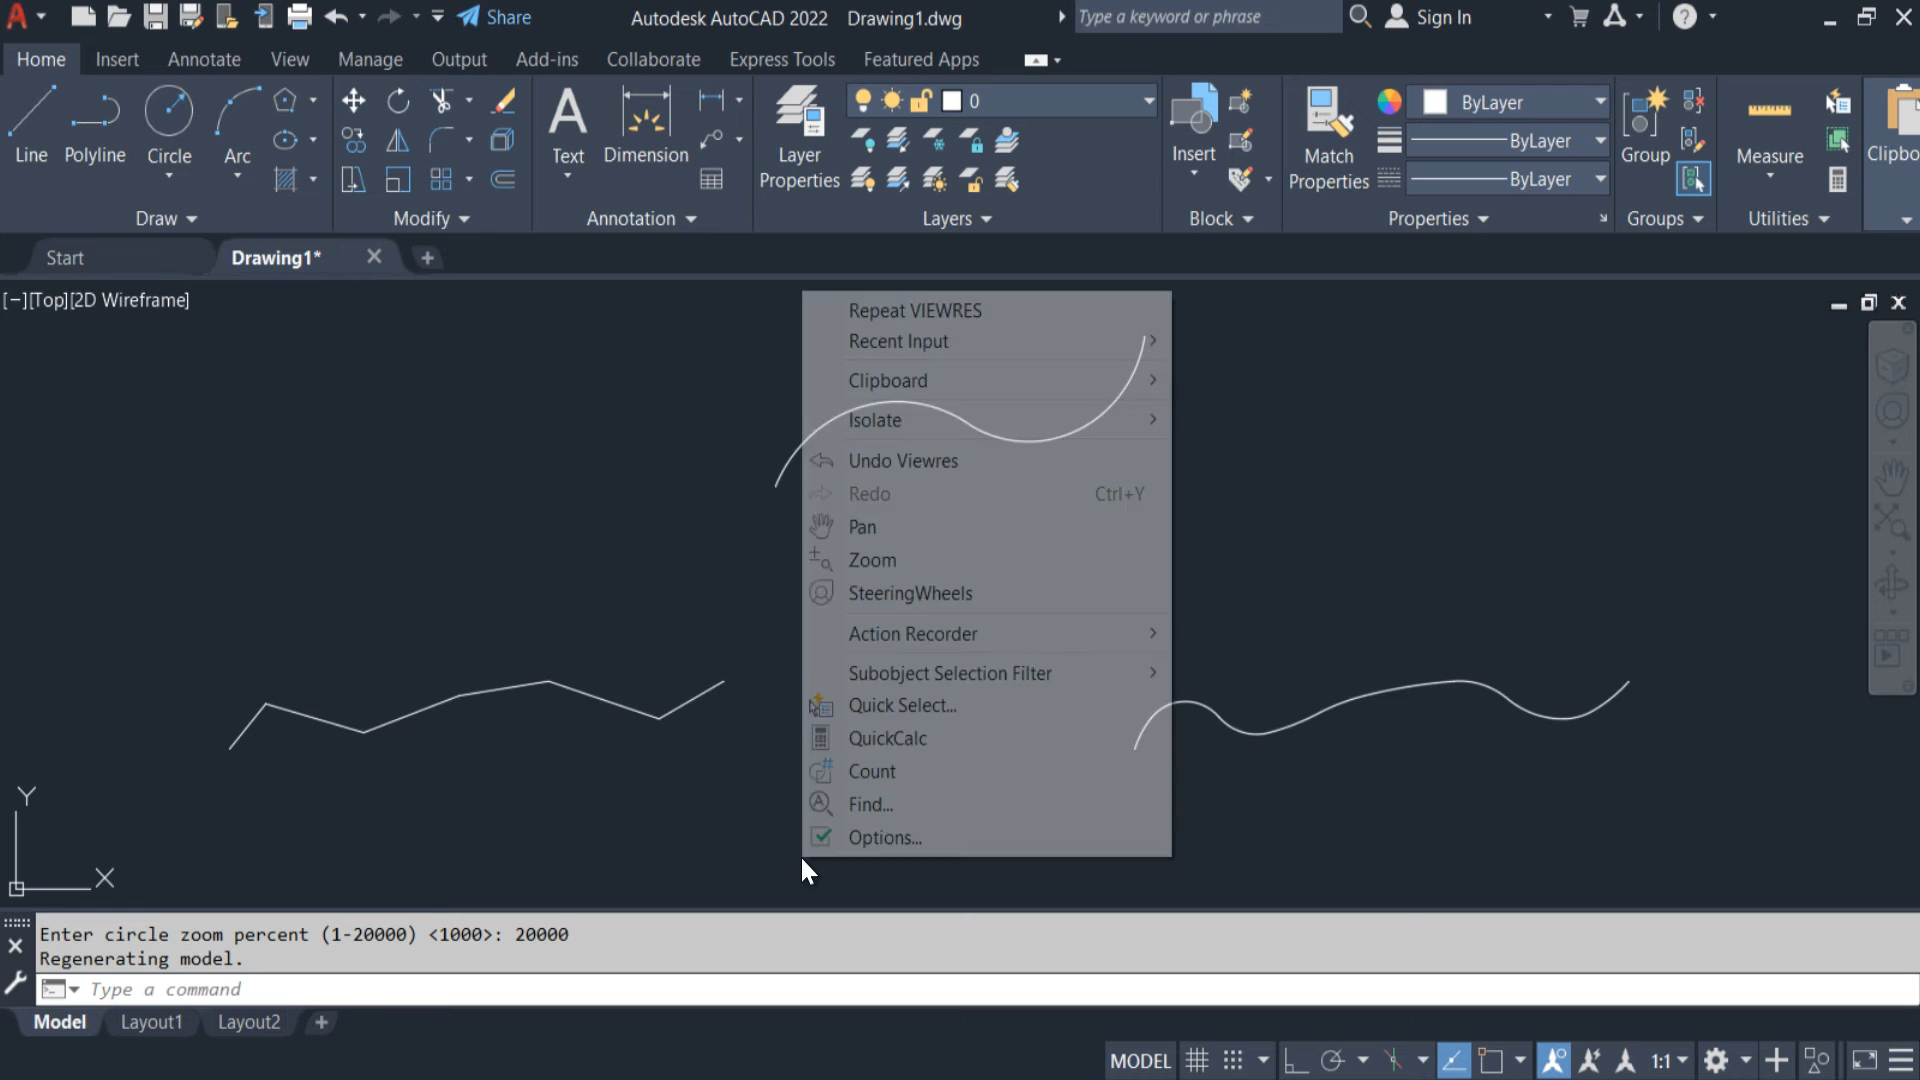 Share
Autodesk AutoCAD 2022 Drawing1.dwg
Type a keyword or phrase
Sign In
Home Insert Annotate View Manage Output Add-ins Collaborate Express Tools Featured Apps
Line Polyline Circle Arc
Text Dimension
Layer
Properties
0
Insert
Match
Properties
ByLayer
ByLayer
ByLayer
Group
Measure
Draw Modify Annotation Layers Block Properties Groups Utilities
Start Drawing1*
[−][Top][2D Wireframe]
Repeat VIEWRES
Recent Input
Clipboard
Isolate
Undo Viewres
Redo Ctrl+Y
Pan
Zoom
SteeringWheels
Action Recorder
Subobject Selection Filter
Quick Select...
QuickCalc
Count
Find...
Options...
Y
X
Enter circle zoom percent (1-20000) <1000>: 20000
Regenerating model.
Type a command
Model Layout1 Layout2
MODEL 1:1